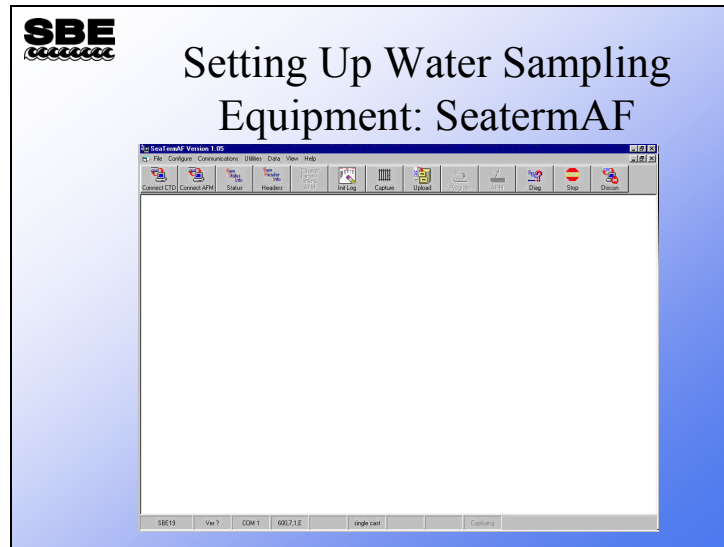 SBE
Setting Up Water Sampling
Equipment: SeatermAF
SeaTermAF Version 1.05
File Configure Communications Utilities Data View Help
Connect CTD Connect AFM Status Headers Init Log Capture Upload Program AFM Diag Stop Discon
SBE19 Ver ? COM 1 600,7,1,E single cast Capturing